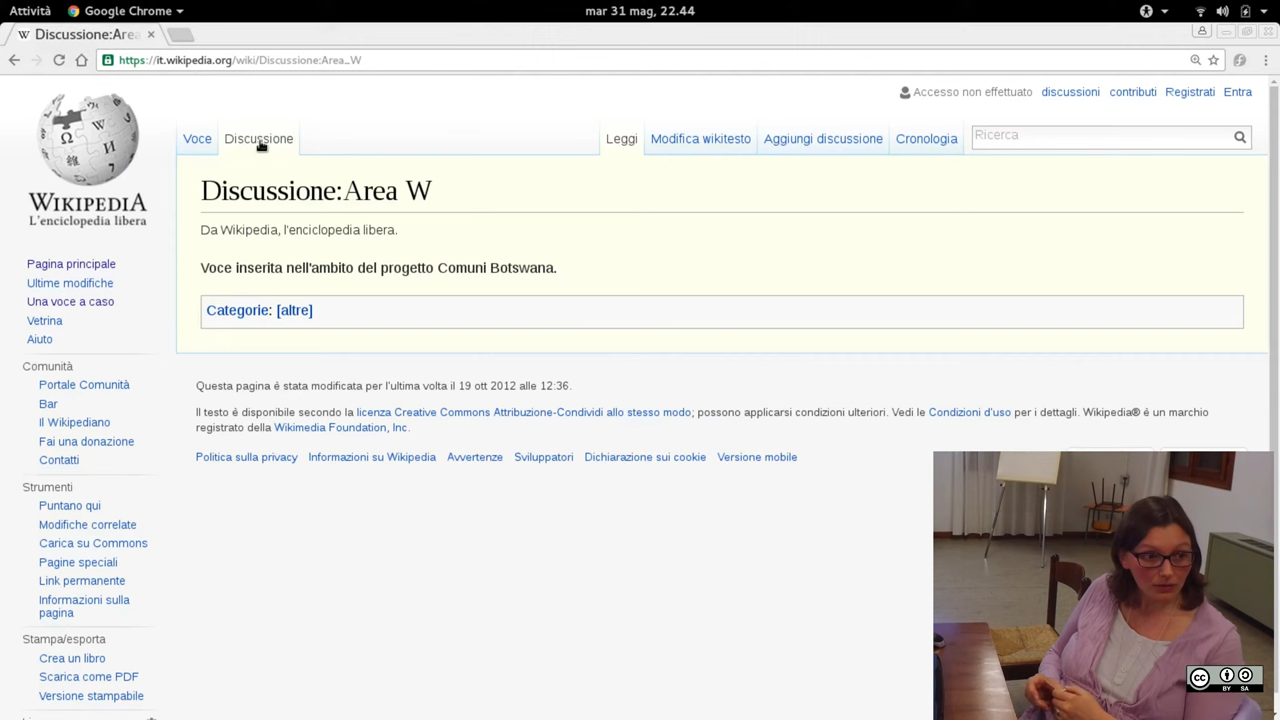 Attività Google Chrome mar 31 mag, 22.44
W Discussione:Area
https://it.wikipedia.org/wiki/Discussione:Area_W
Accesso non effettuato discussioni contributi Registrati Entra
Voce Discussione Leggi Modifica wikitesto Aggiungi discussione Cronologia Ricerca
WIKIPEDIA
L'enciclopedia libera
Discussione:Area W
Da Wikipedia, l'enciclopedia libera.
Voce inserita nell'ambito del progetto Comuni Botswana.
Categorie: [altre]
Questa pagina è stata modificata per l'ultima volta il 19 ott 2012 alle 12:36.
Il testo è disponibile secondo la licenza Creative Commons Attribuzione-Condividi allo stesso modo; possono applicarsi condizioni ulteriori. Vedi le Condizioni d'uso per i dettagli. Wikipedia® è un marchio
registrato della Wikimedia Foundation, Inc.
Politica sulla privacy Informazioni su Wikipedia Avvertenze Sviluppatori Dichiarazione sui cookie Versione mobile
Pagina principale
Ultime modifiche
Una voce a caso
Vetrina
Aiuto
Comunità
Portale Comunità
Bar
Il Wikipediano
Fai una donazione
Contatti
Strumenti
Puntano qui
Modifiche correlate
Carica su Commons
Pagine speciali
Link permanente
Informazioni sulla
pagina
Stampa/esporta
Crea un libro
Scarica come PDF
Versione stampabile
cc BY SA